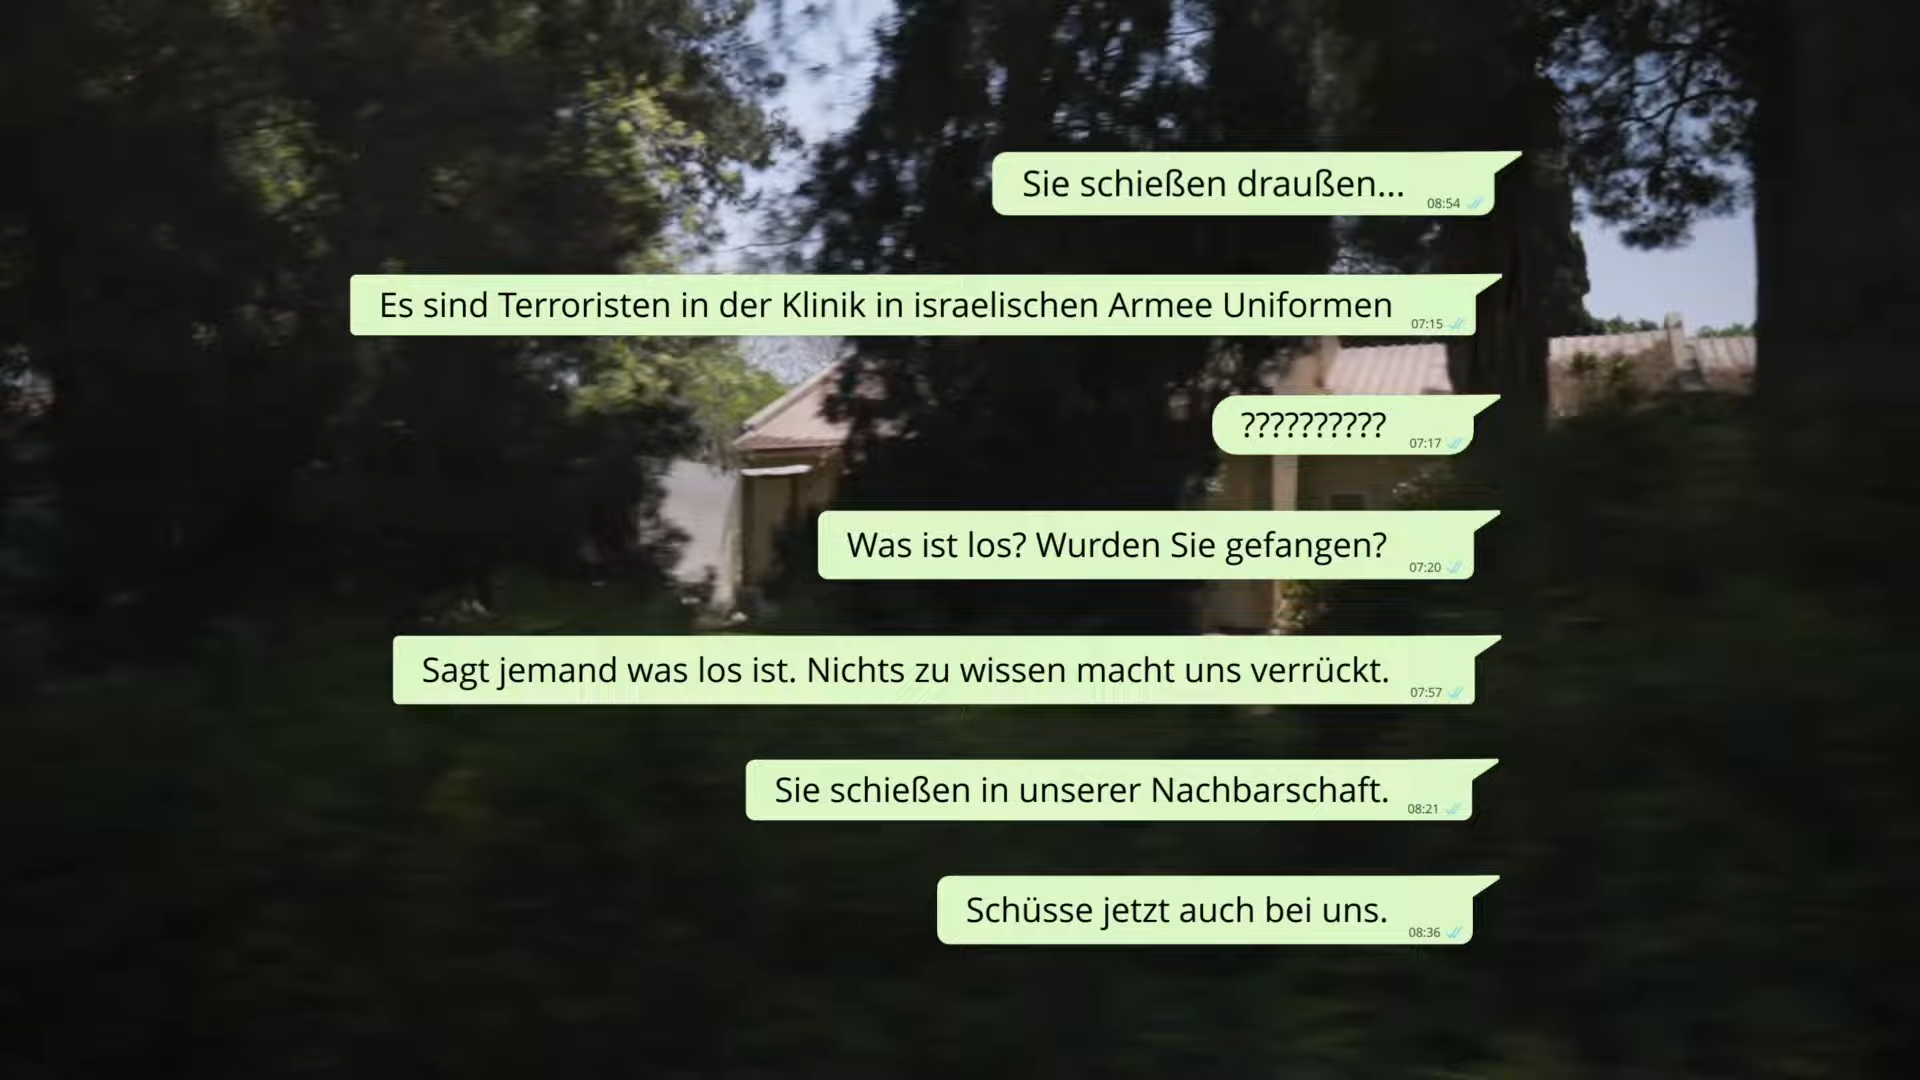 Sie schießen draußen...
08:54
Es sind Terroristen in der Klinik in israelischen Armee Uniformen
07:15
??????????
07:17
Was ist los? Wurden Sie gefangen?
07:20
Sagt jemand was los ist. Nichts zu wissen macht uns verrückt.
07:57
Sie schießen in unserer Nachbarschaft.
08:21
Schüsse jetzt auch bei uns.
08:36